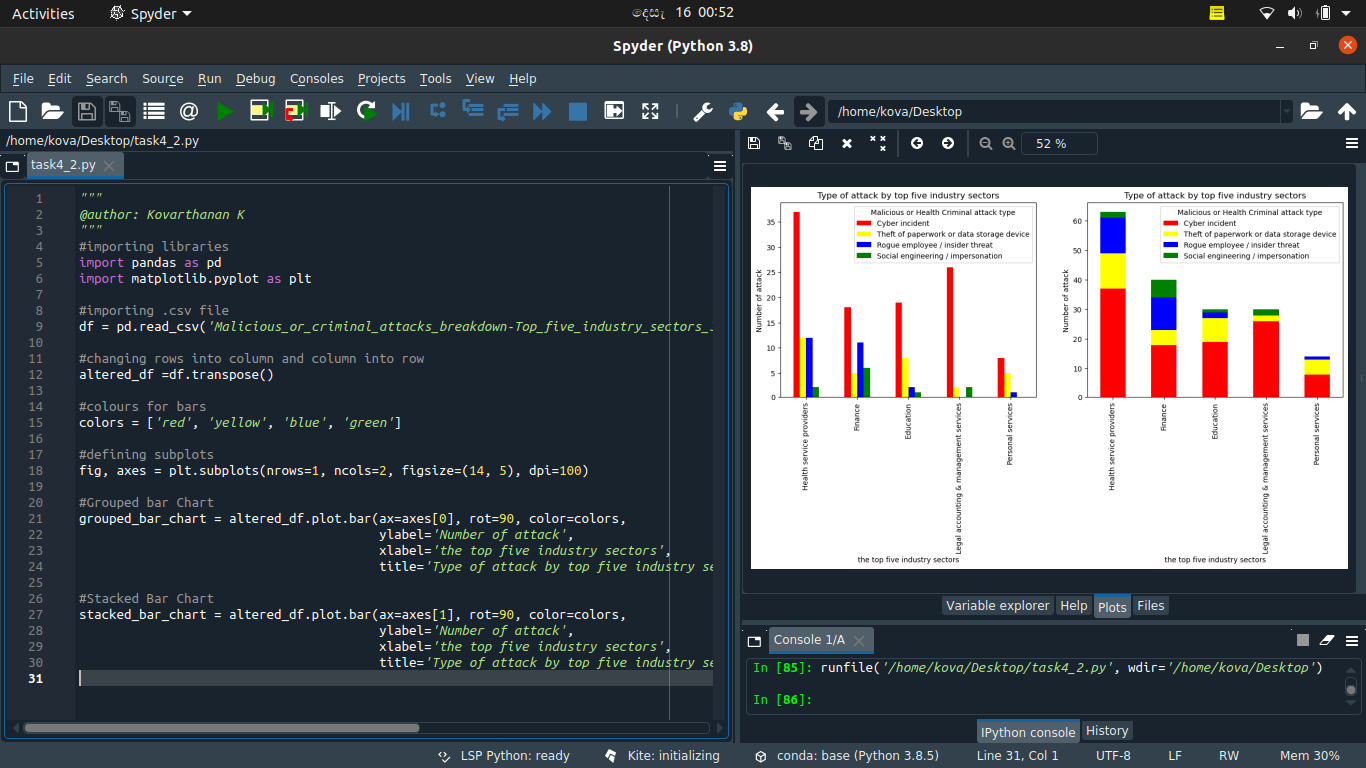 Activities
Spyder
දෙසැ 16 00:52
Spyder (Python 3.8)
File Edit Search Source Run Debug Consoles Projects Tools View Help
/home/kova/Desktop
/home/kova/Desktop/task4_2.py
task4_2.py
1 """
2 @author: Kovarthanan K
3 """
4 #importing libraries
5 import pandas as pd
6 import matplotlib.pyplot as plt
7
8 #importing .csv file
9 df = pd.read_csv('Malicious_or_criminal_attacks_breakdown-Top_five_industry_sectors_
10
11 #changing rows into column and column into row
12 altered_df =df.transpose()
13
14 #colours for bars
15 colors = ['red', 'yellow', 'blue', 'green']
16
17 #defining subplots
18 fig, axes = plt.subplots(nrows=1, ncols=2, figsize=(14, 5), dpi=100)
19
20 #Grouped bar Chart
21 grouped_bar_chart = altered_df.plot.bar(ax=axes[0], rot=90, color=colors,
22 ylabel='Number of attack',
23 xlabel='the top five industry sectors',
24 title='Type of attack by top five industry se
25
26 #Stacked Bar Chart
27 stacked_bar_chart = altered_df.plot.bar(ax=axes[1], rot=90, color=colors,
28 ylabel='Number of attack',
29 xlabel='the top five industry sectors',
30 title='Type of attack by top five industry se
31
52 %
Type of attack by top five industry sectors
Malicious or Health Criminal attack type
Cyber incident
Theft of paperwork or data storage device
Rogue employee / insider threat
Social engineering / impersonation
Number of attack
35
30
25
20
15
10
5
0
Health service providers
Finance
Education
Legal accounting & management services
Personal services
the top five industry sectors
Type of attack by top five industry sectors
Malicious or Health Criminal attack type
Cyber incident
Theft of paperwork or data storage device
Rogue employee / insider threat
Social engineering / impersonation
Number of attack
60
50
40
30
20
10
0
Health service providers
Finance
Education
Legal accounting & management services
Personal services
the top five industry sectors
Variable explorer Help Plots Files
Console 1/A
In [85]: runfile('/home/kova/Desktop/task4_2.py', wdir='/home/kova/Desktop')
In [86]:
IPython console History
LSP Python: ready Kite: initializing conda: base (Python 3.8.5) Line 31, Col 1 UTF-8 LF RW Mem 30%